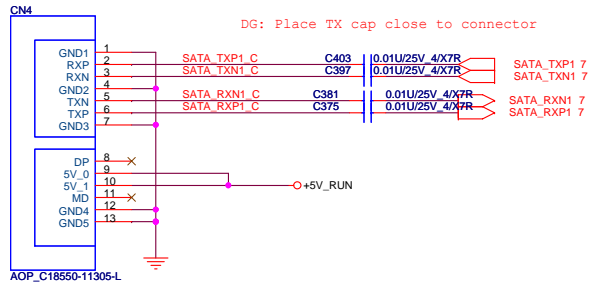 CN4
DG: Place TX cap close to connector
GND1 1
RXP 2 SATA_TXP1_C C403 0.01U/25V_4/X7R SATA_TXP1 7
RXN 3 SATA_TXN1_C C397 0.01U/25V_4/X7R SATA_TXN1 7
GND2 4
TXN 5 SATA_RXN1_C C381 0.01U/25V_4/X7R SATA_RXN1 7
TXP 6 SATA_RXP1_C C375 0.01U/25V_4/X7R SATA_RXP1 7
GND3 7
DP 8
5V_0 9
5V_1 10 +5V_RUN
MD 11
GND4 12
GND5 13
AOP_C18550-11305-L